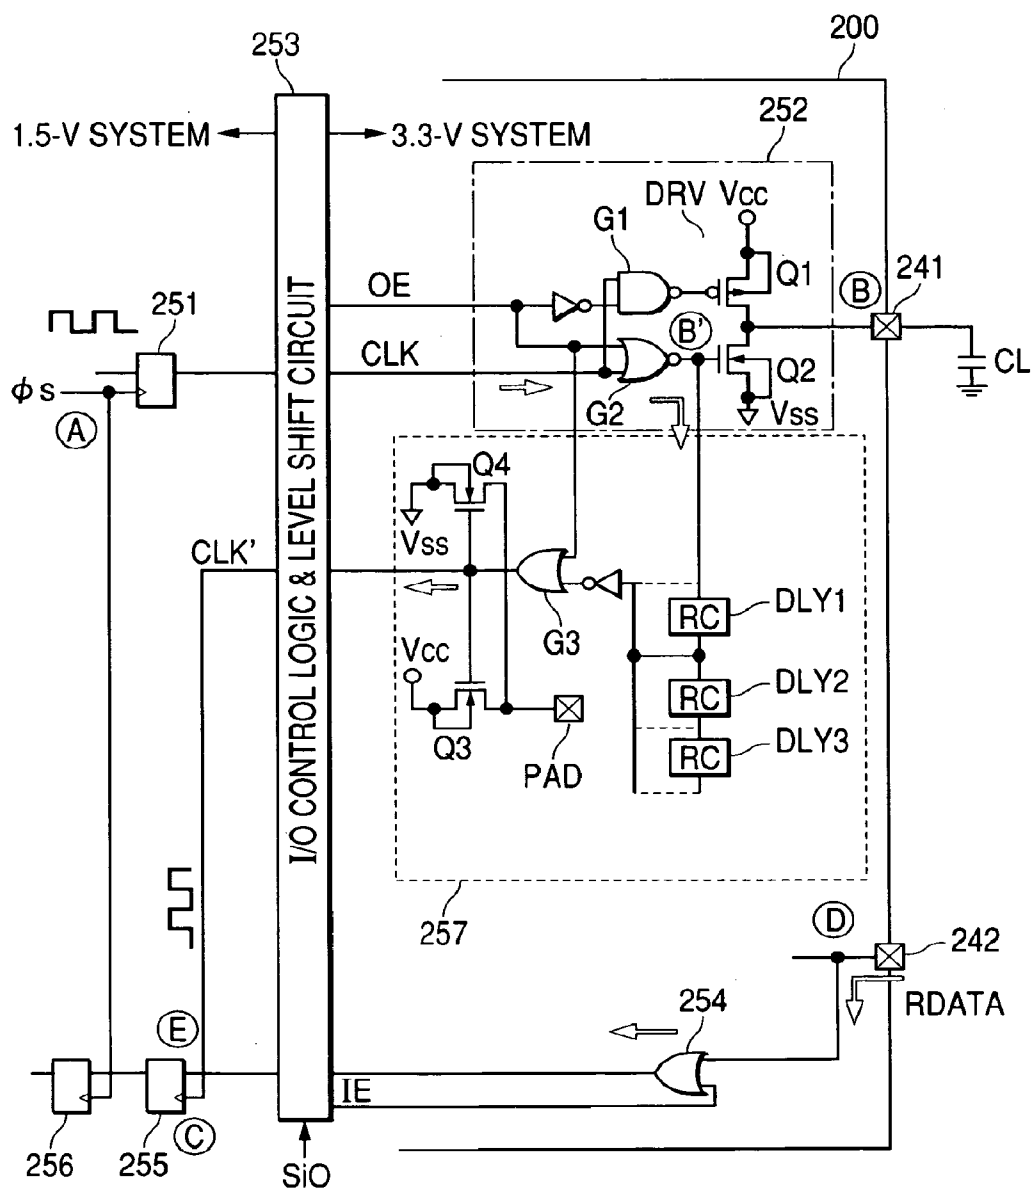 200
253
1.5-V SYSTEM
3.3-V SYSTEM
252
DRV Vcc
G1
Q1
OE
B
241
251
B'
CLK
Q2
CL
ϕs
G2
Vss
A
I/O CONTROL LOGIC & LEVEL SHIFT CIRCUIT
Q4
Vss
CLK'
DLY1
RC
G3
Vcc
DLY2
RC
DLY3
RC
Q3
PAD
257
D
242
RDATA
254
E
IE
C
256
255
SiO